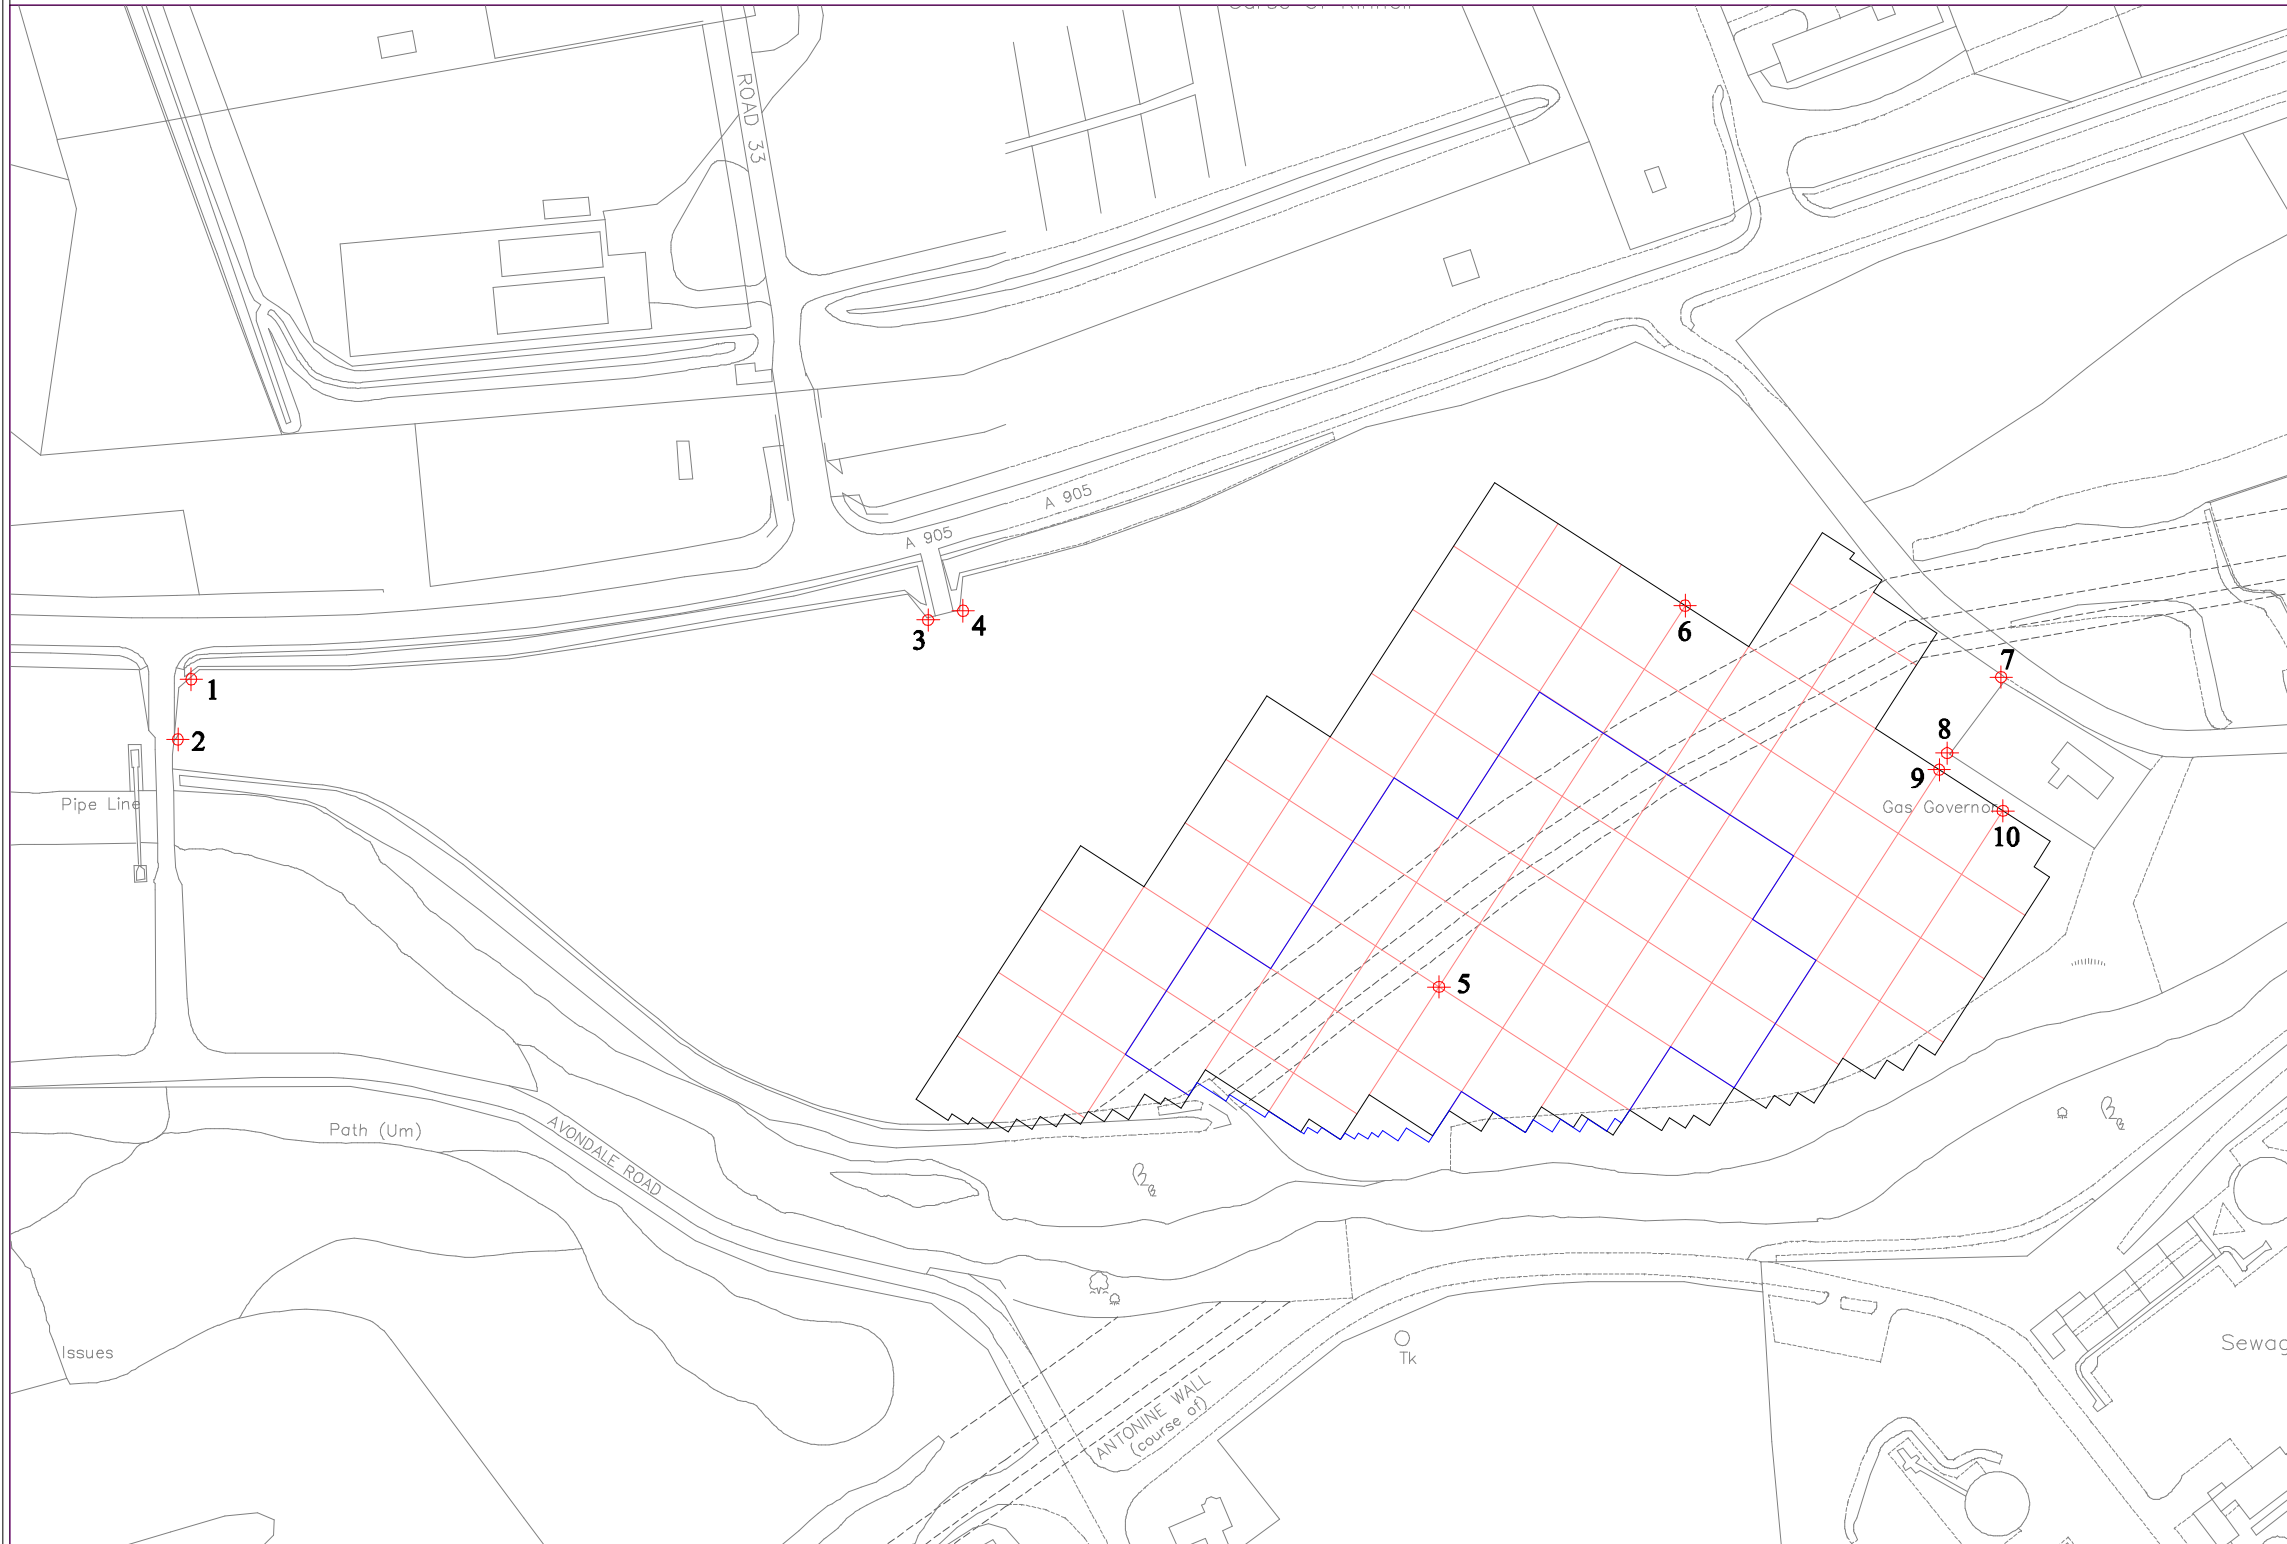 ROAD 33
A 905
A 905
3
4
6
1
2
7
8
9
Pipe Line
Gas Governor
10
5
Path (Um)
AVONDALE ROAD
Issues
Tk
ANTONINE WALL
(course of)